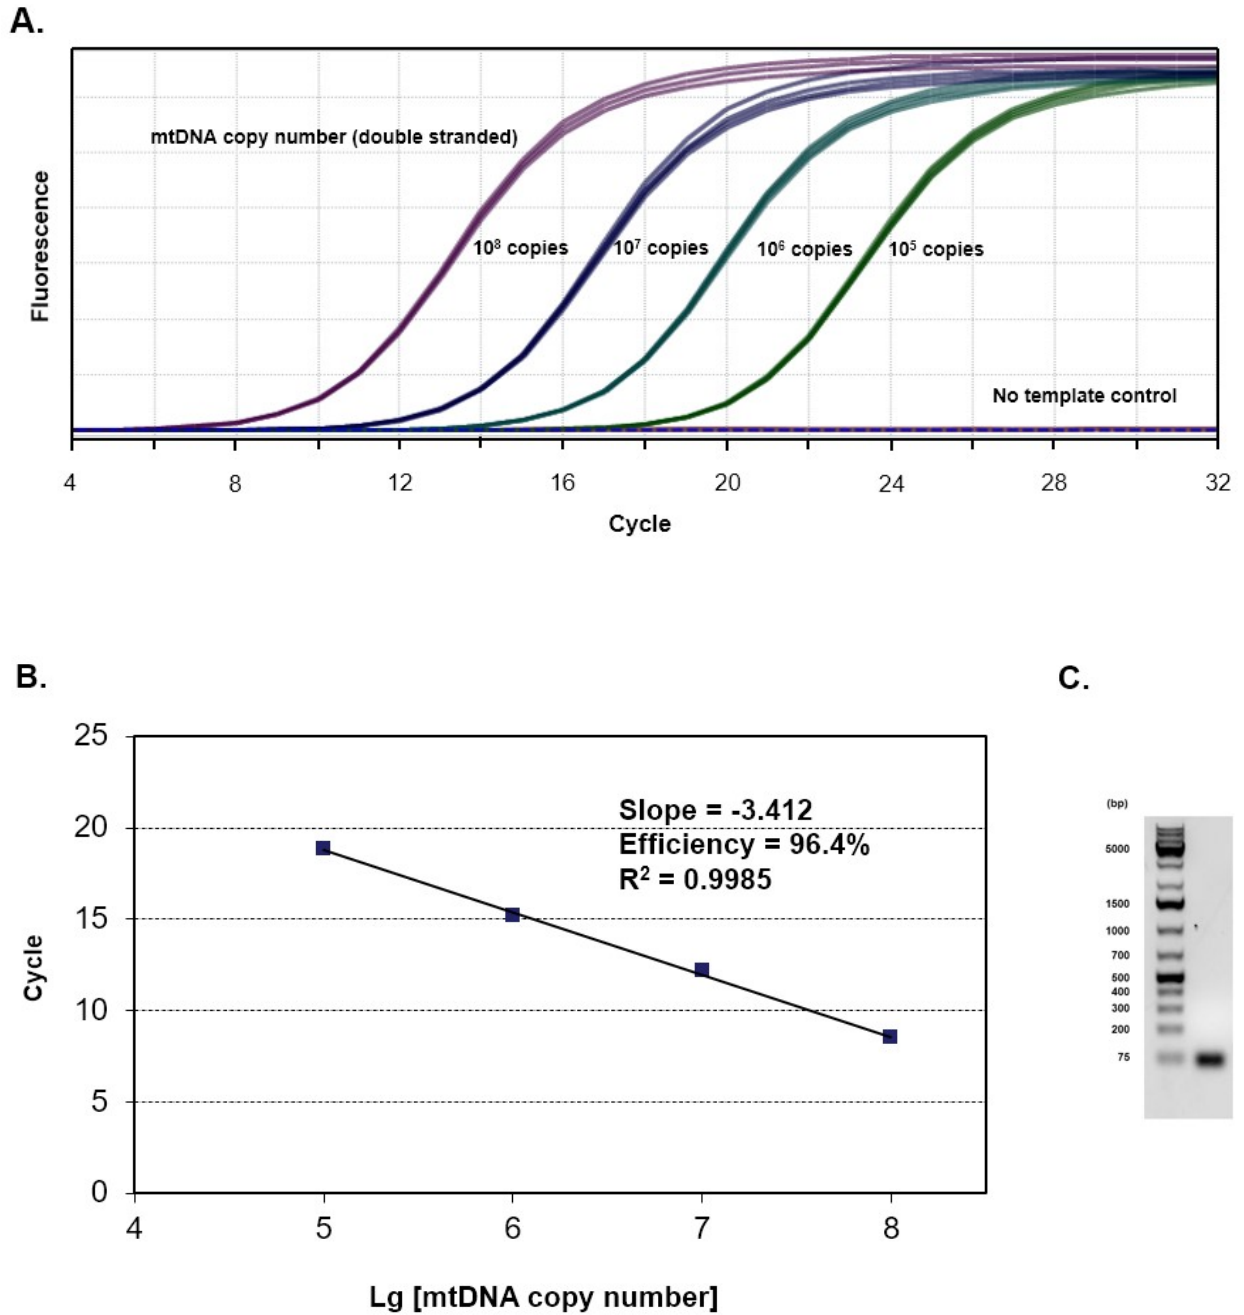 A.
mtDNA copy number (double stranded)
10⁸ copies
10⁷ copies
10⁶ copies
10⁵ copies
No template control
Fluorescence
4 8 12 16 20 24 28 32
Cycle
B.
25
20
15
10
5
0
Slope = -3.412
Efficiency = 96.4%
R² = 0.9985
Cycle
4 5 6 7 8
Lg [mtDNA copy number]
C.
(bp)
5000
1500
1000
700
500
400
300
200
75